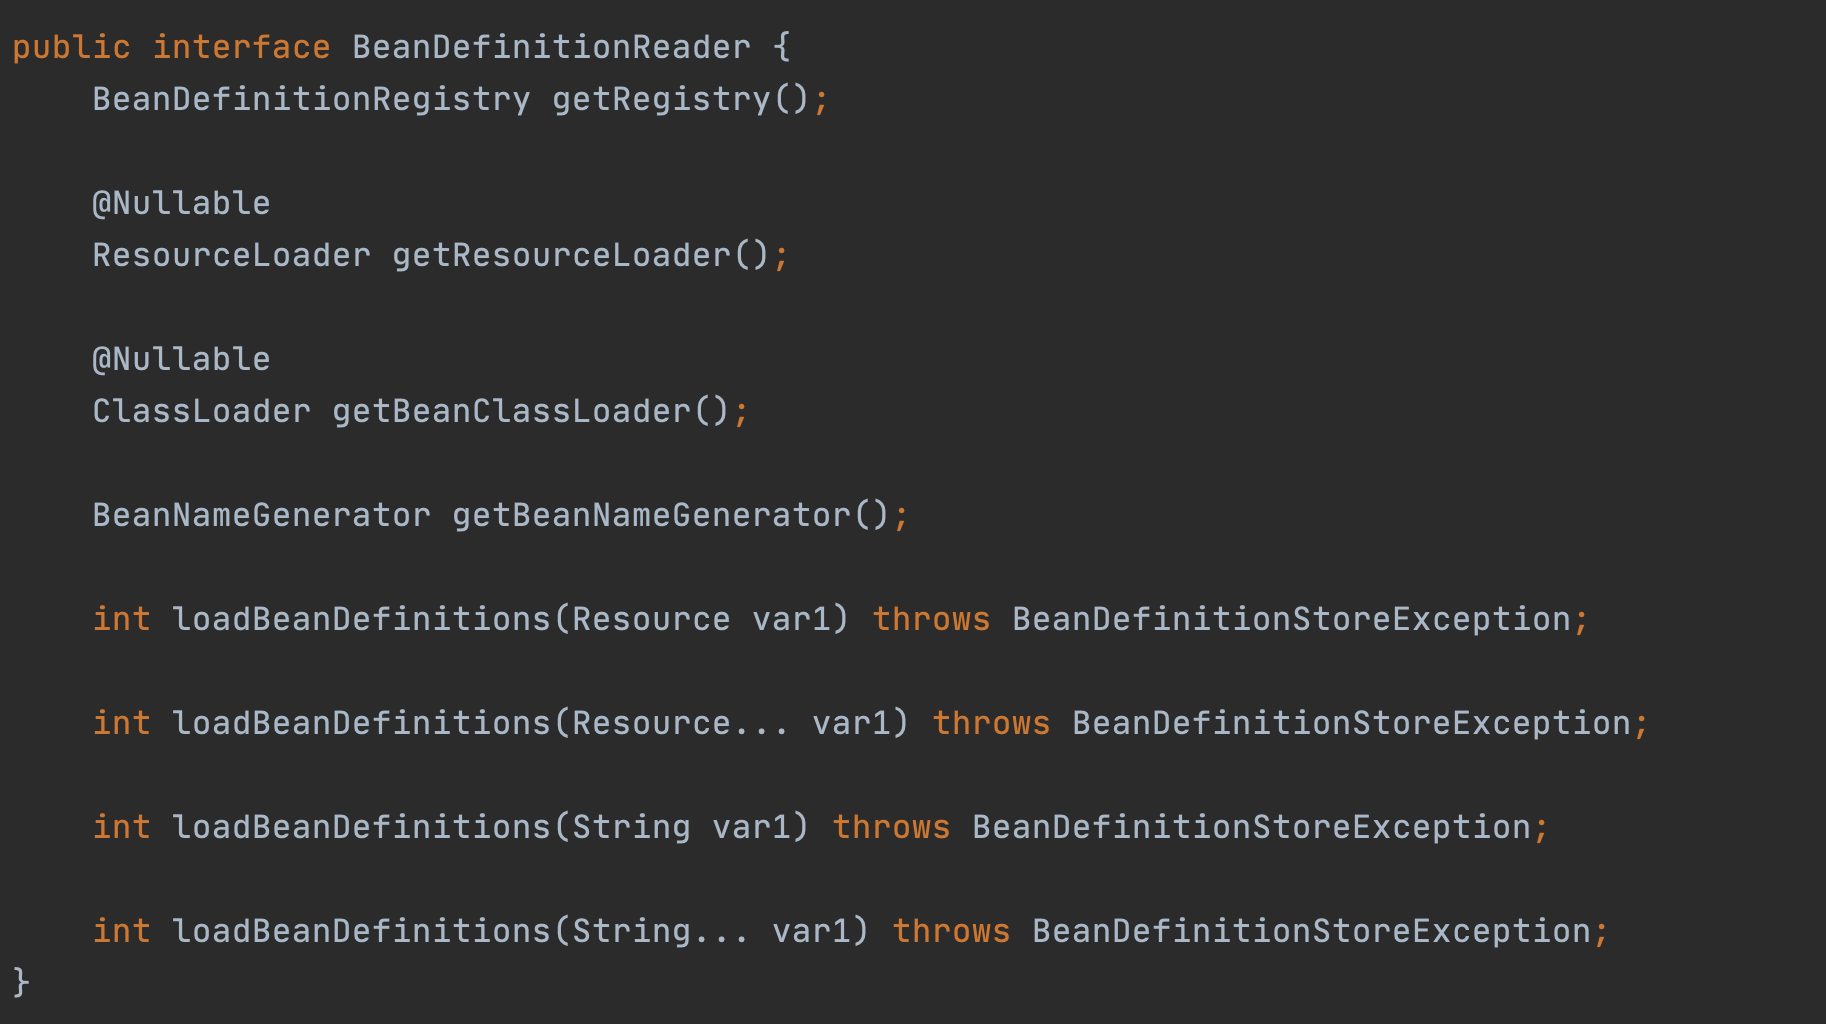 public interface BeanDefinitionReader {
    BeanDefinitionRegistry getRegistry();

    @Nullable
    ResourceLoader getResourceLoader();

    @Nullable
    ClassLoader getBeanClassLoader();

    BeanNameGenerator getBeanNameGenerator();

    int loadBeanDefinitions(Resource var1) throws BeanDefinitionStoreException;

    int loadBeanDefinitions(Resource... var1) throws BeanDefinitionStoreException;

    int loadBeanDefinitions(String var1) throws BeanDefinitionStoreException;

    int loadBeanDefinitions(String... var1) throws BeanDefinitionStoreException;
}